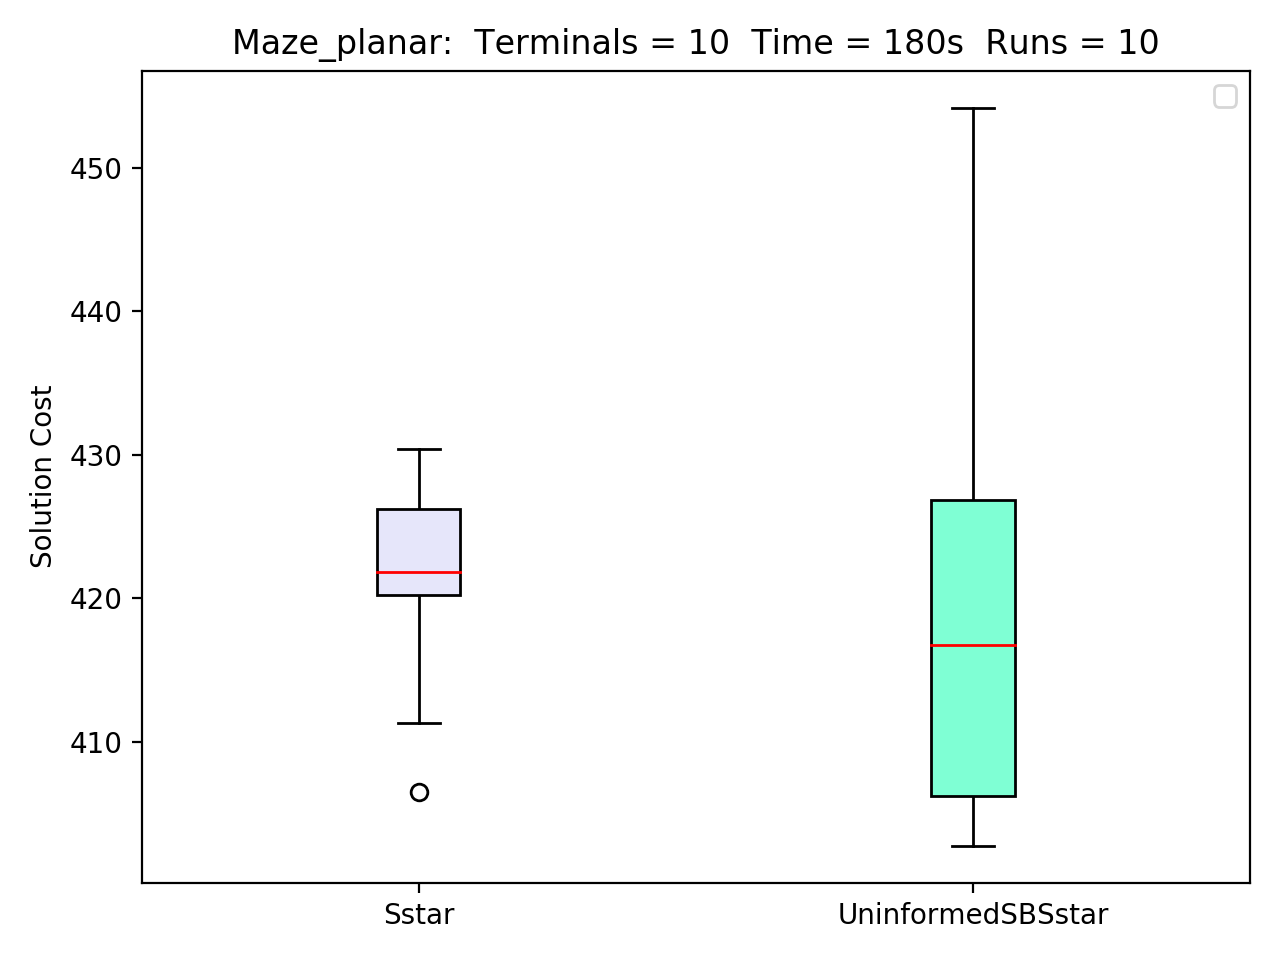 Maze_planar:  Terminals = 10  Time = 180s  Runs = 10
Solution Cost
450
440
430
420
410
Sstar
UninformedSBSstar